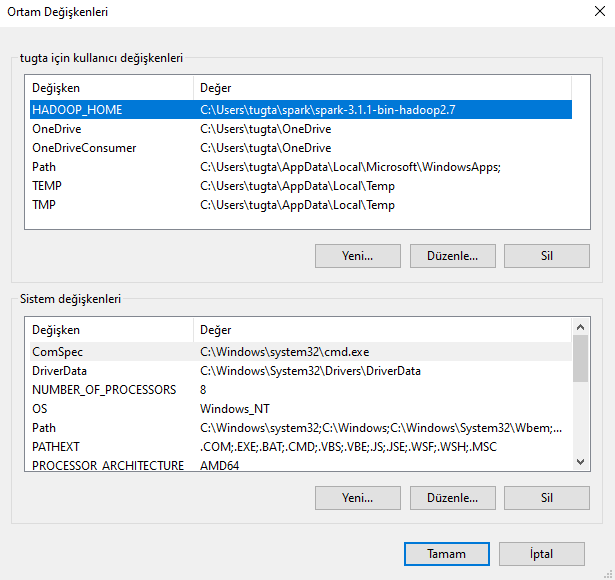 Ortam Değişkenleri
tugta için kullanıcı değişkenleri
Değişken Değer
HADOOP_HOME C:\Users\tugta\spark\spark-3.1.1-bin-hadoop2.7
OneDrive C:\Users\tugta\OneDrive
OneDriveConsumer C:\Users\tugta\OneDrive
Path C:\Users\tugta\AppData\Local\Microsoft\WindowsApps;
TEMP C:\Users\tugta\AppData\Local\Temp
TMP C:\Users\tugta\AppData\Local\Temp
Yeni... Düzenle... Sil
Sistem değişkenleri
Değişken Değer
ComSpec C:\Windows\system32\cmd.exe
DriverData C:\Windows\System32\Drivers\DriverData
NUMBER_OF_PROCESSORS 8
OS Windows_NT
Path C:\Windows\system32;C:\Windows;C:\Windows\System32\Wbem;...
PATHEXT .COM;.EXE;.BAT;.CMD;.VBS;.VBE;.JS;.JSE;.WSF;.WSH;.MSC
PROCESSOR_ARCHITECTURE AMD64
Yeni... Düzenle... Sil
Tamam İptal